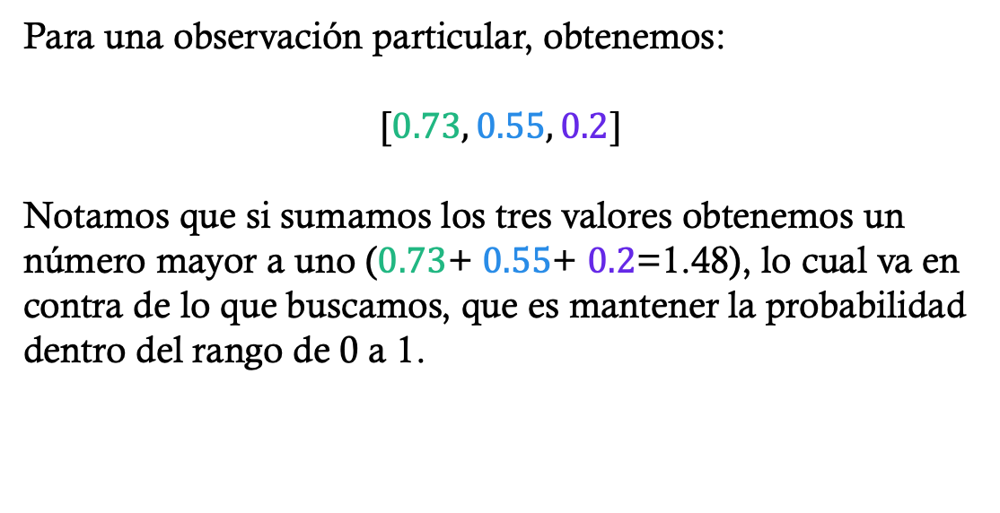 Para una observación particular, obtenemos:
[0.73, 0.55, 0.2]
Notamos que si sumamos los tres valores obtenemos un
número mayor a uno (0.73+ 0.55+ 0.2=1.48), lo cual va en
contra de lo que buscamos, que es mantener la probabilidad
dentro del rango de 0 a 1.